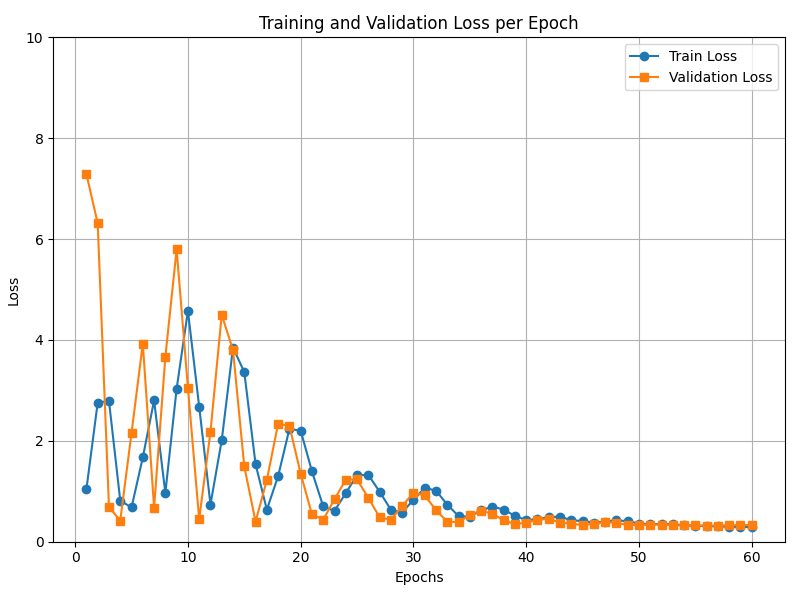 Training and Validation Loss per Epoch
Train Loss
Validation Loss
10
8
6
4
2
0
Loss
0 10 20 30 40 50 60
Epochs